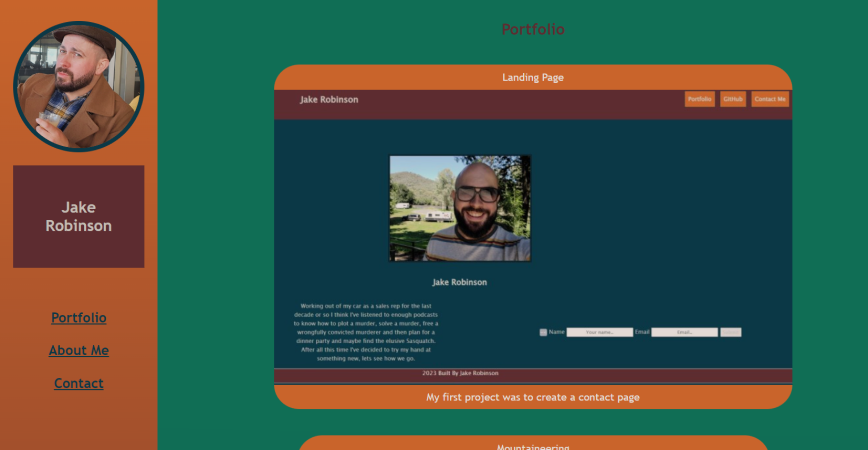 Jake
Robinson
Portfolio
About Me
Contact
Portfolio
Landing Page
Jake Robinson
Portfolio GitHub Contact Me
Jake Robinson
Working out of my car as a sales rep for the last
decade or so I think I've listened to enough podcasts
to know how to plot a murder, solve a murder, free a
wrongfully convicted murderer and then plan for a
dinner party and maybe find the elusive Sasquatch.
After all this time I've decided to try my hand at
something new, lets see how we go.
Name Your name.. Email Email..
2023 Built By Jake Robinson
My first project was to create a contact page
Mountaineering